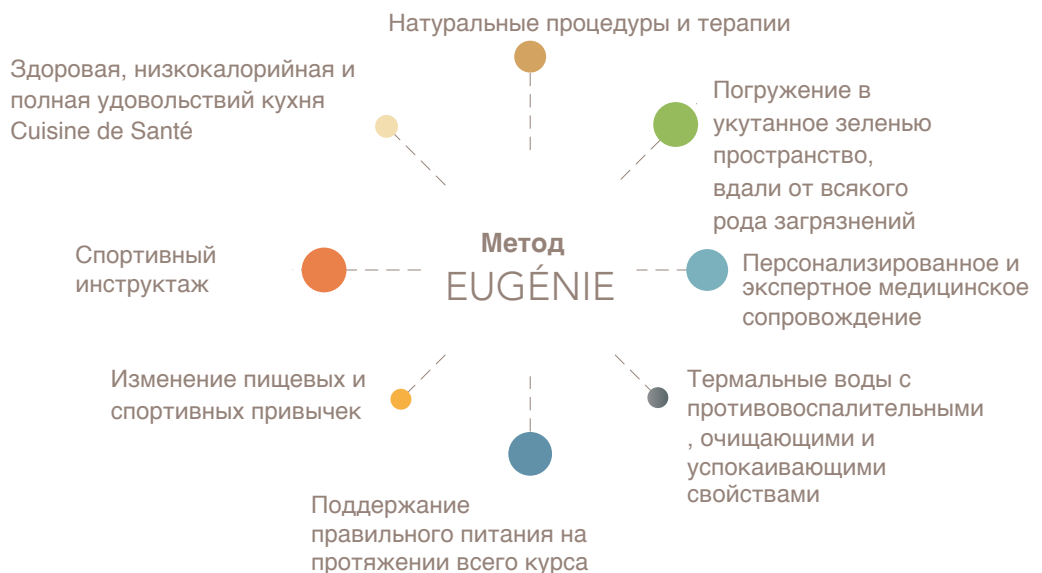 Натуральные процедуры и терапии
Здоровая, низкокалорийная и
полная удовольствий кухня
Cuisine de Santé
Погружение в
укутанное зеленью
пространство,
вдали от всякого
рода загрязнений
Спортивный
инструктаж
Метод
EUGÉNIE
Персонализированное и
экспертное медицинское
сопровождение
Изменение пищевых и
спортивных привычек
Термальные воды с
противовоспалительными
, очищающими и
успокаивающими
свойствами
Поддержание
правильного питания на
протяжении всего курса